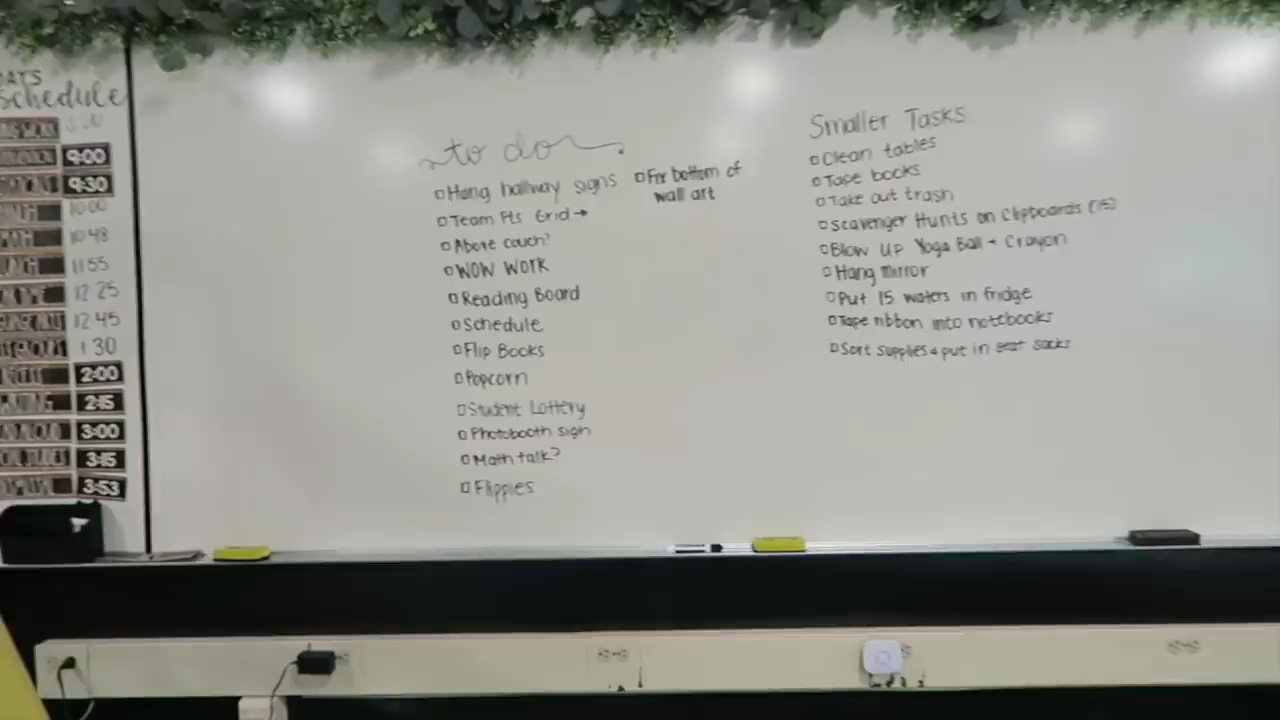 Schedule
9:00
9:30
10:00
10:48
11:55
12:25
12:45
1:30
2:00
2:15
3:00
3:15
3:53
to do
Hang hallway signs
Team Pts Grid →
Above couch?
WOW WORK
Reading Board
Schedule
Flip Books
Popcorn
Student Lottery
Photobooth sign
Math talk?
Flippies
Fix bottom of
wall art
Smaller Tasks
Clean tables
Tape books
Take out trash
Scavenger Hunts on Clipboards (15)
Blow Up Yoga Ball + Crayon
Hang mirror
Put 15 waters in fridge
Tape ribbon into notebooks
Sort supplies + put in seat sacks